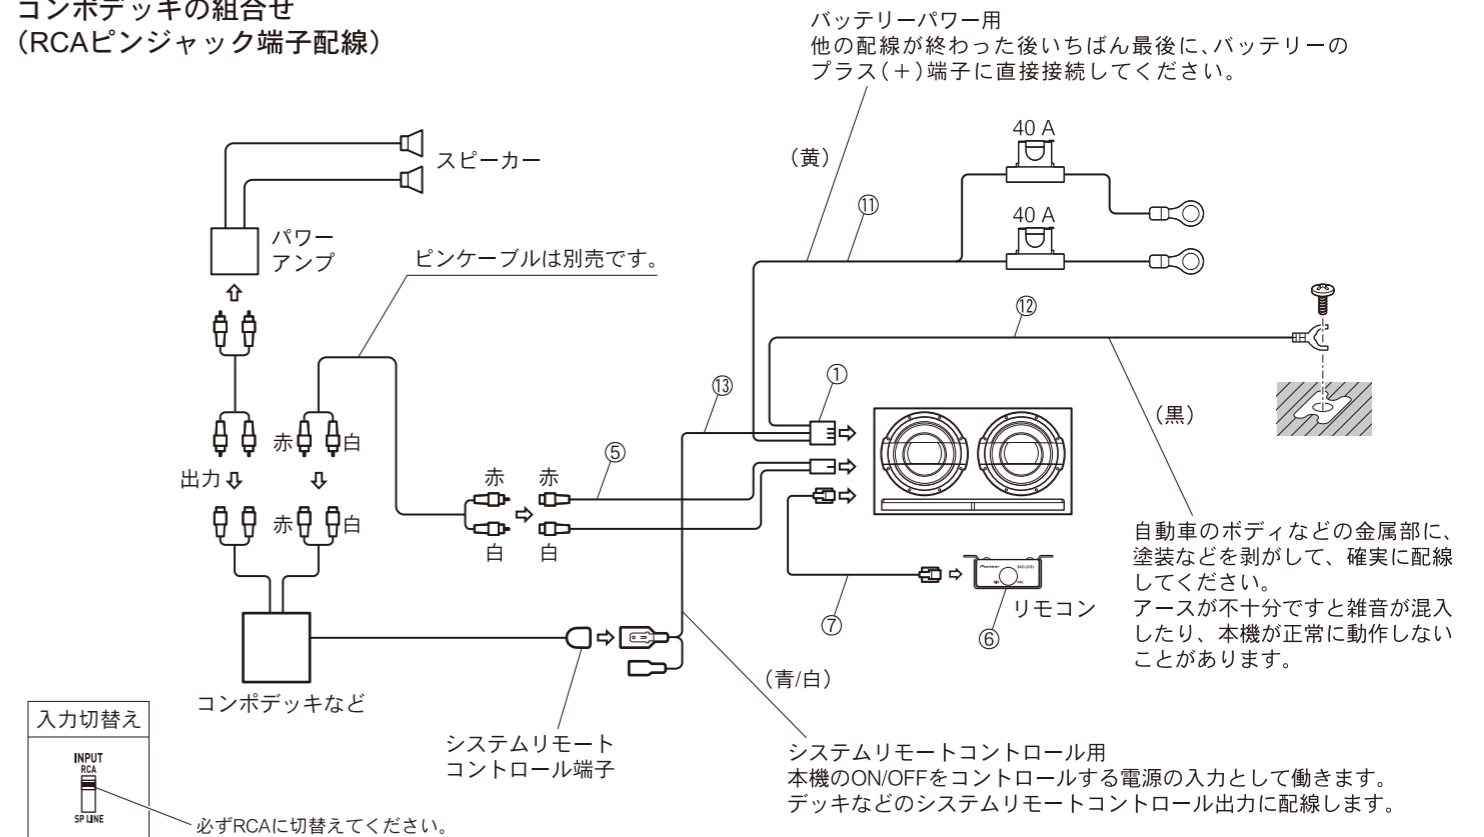 コンポデッキの組合せ
（RCAピンジャック端子配線）
バッテリーパワー用
他の配線が終わった後いちばん最後に、バッテリーの
プラス（＋）端子に直接接続してください。
40 A
（黄）
スピーカー
⑪
40 A
パワー
アンプ
ピンケーブルは別売です。
⑫
⑬
①
（黒）
赤
白
出力
⑤
赤
赤
赤
白
白
白
自動車のボディなどの金属部に、
塗装などを剥がして、確実に配線
してください。
アースが不十分ですと雑音が混入
したり、本機が正常に動作しない
ことがあります。
Pioneer
BASS LEVEL
リモコン
⑦
⑥
（青/白）
コンポデッキなど
入力切替え
INPUT
RCA
SP LINE
必ずRCAに切替えてください。
システムリモート
コントロール端子
システムリモートコントロール用
本機のON/OFFをコントロールする電源の入力として働きます。
デッキなどのシステムリモートコントロール出力に配線します。